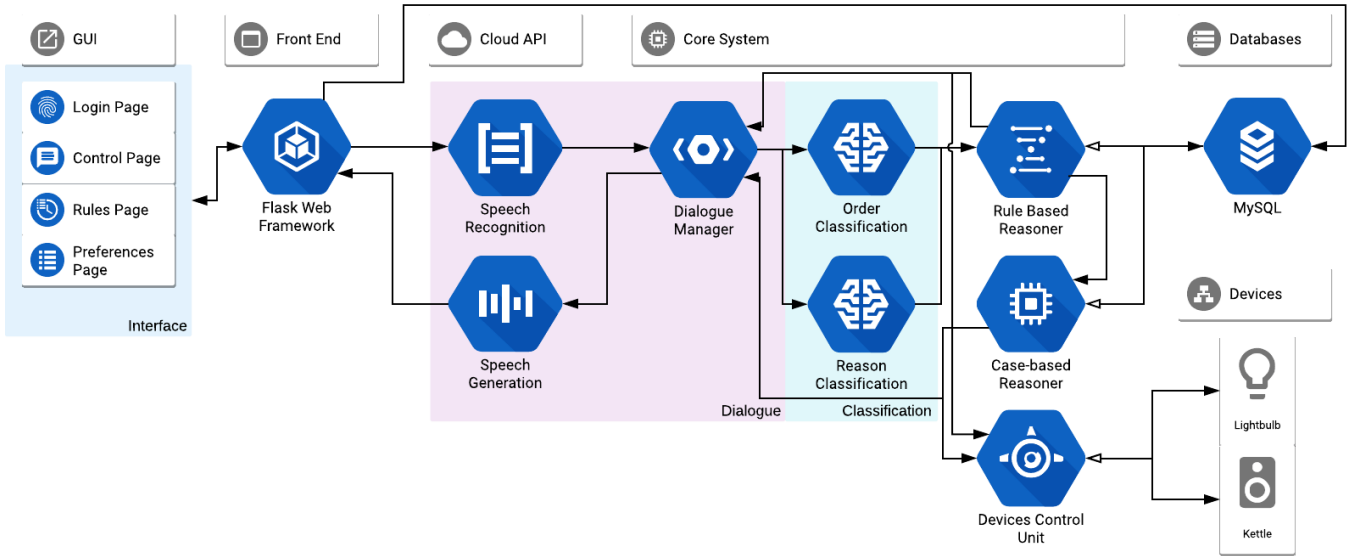 GUI
Front End
Cloud API
Core System
Databases
Login Page
Control Page
Rules Page
Preferences
Page
Interface
Flask Web
Framework
Speech
Recognition
Dialogue
Manager
Order
Classification
Rule Based
Reasoner
MySQL
Devices
Speech
Generation
Reason
Classification
Case-based
Reasoner
Dialogue
Classification
Lightbulb
Devices Control
Unit
Kettle